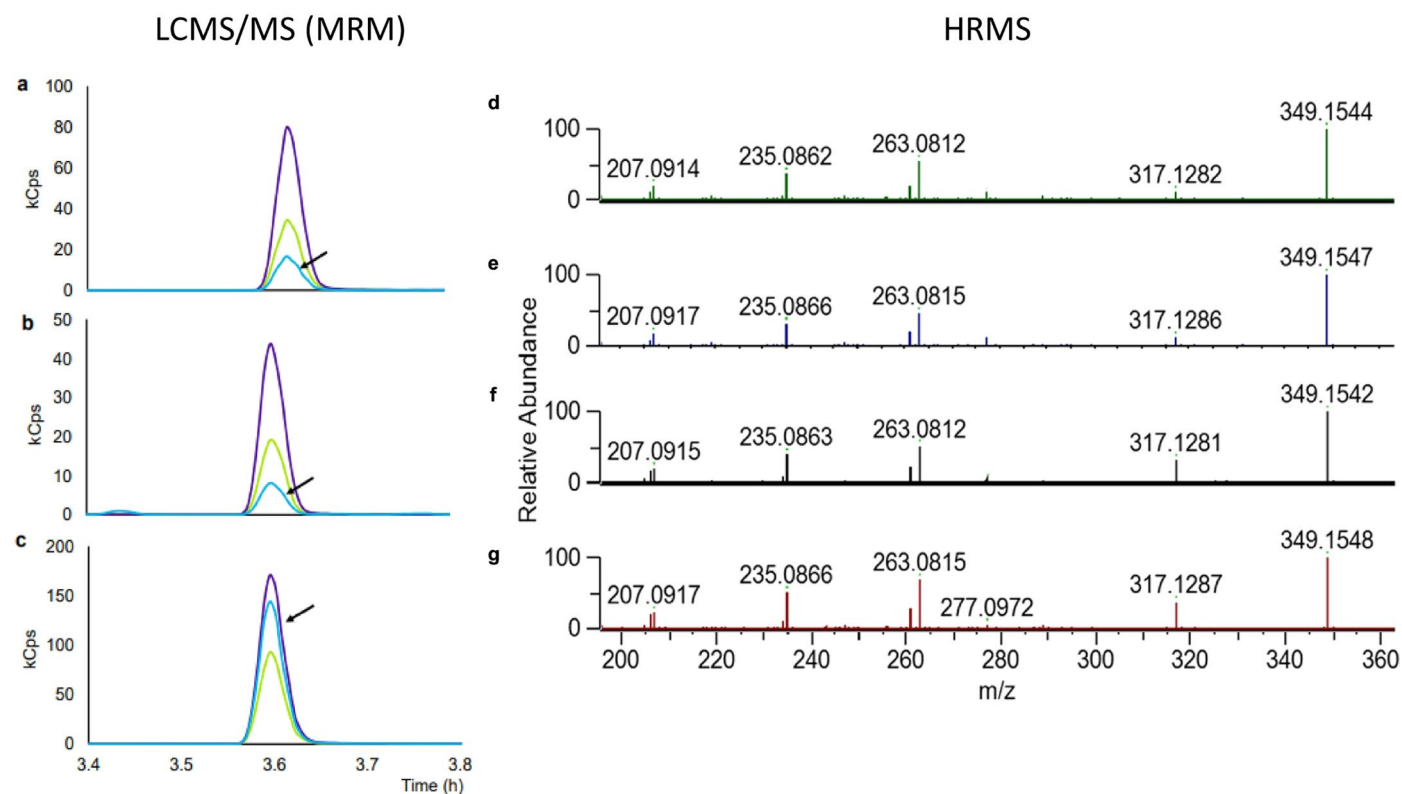 LCMS/MS (MRM)
HRMS
a
100
80
60
40
20
0
kCps
b
50
40
30
20
10
0
kCps
c
200
150
100
50
0
kCps
3.4 3.5 3.6 3.7 3.8
Time (h)
Relative Abundance
d
100
0
207.0914 235.0862 263.0812 317.1282 349.1544
e
100
0
207.0917 235.0866 263.0815 317.1286 349.1547
f
100
0
207.0915 235.0863 263.0812 317.1281 349.1542
g
100
0
207.0917 235.0866 263.0815 277.0972 317.1287 349.1548
200 220 240 260 280 300 320 340 360
m/z